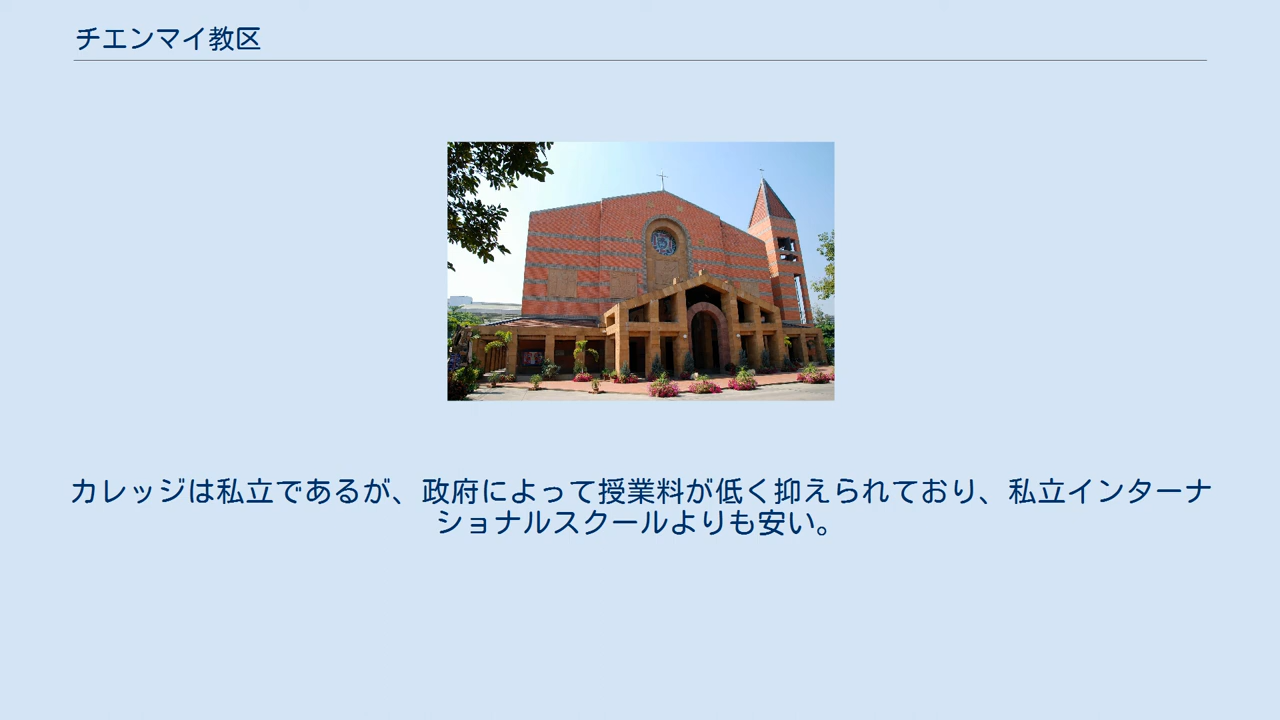 チエンマイ教区
カレッジは私立であるが、政府によって授業料が低く抑えられており、私立インターナ
ショナルスクールよりも安い。